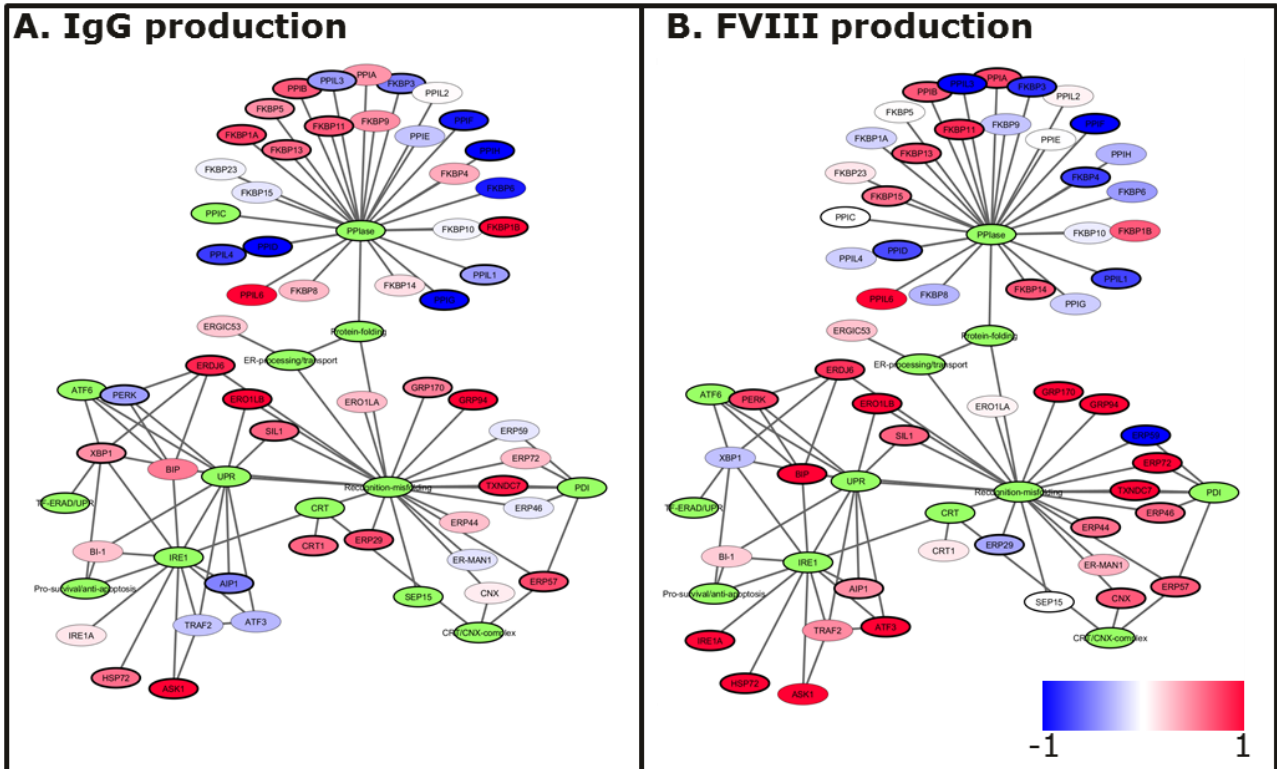 A. IgG production
PPIB
PPIL3
PPIA
FKBP3
PPIL2
FKBP5
FKBP11
FKBP9
PPIE
PPIF
FKBP1A
FKBP13
PPIH
FKBP23
FKBP15
FKBP4
FKBP6
PPIC
PPIase
FKBP10
FKBP1B
PPIL4
PPID
PPIL1
PPIL6
FKBP8
FKBP14
PPIG
ERGIC53
Protein-folding
ER-processing/transport
ERDJ6
ATF6
PERK
ERO1LB
ERO1LA
GRP170
GRP94
SIL1
ERP59
XBP1
BIP
UPR
ERP72
Recognition-misfolding
TXNDC7
PDI
TF-ERAD/UPR
CRT
ERP46
ERP44
CRT1
ERP29
BI-1
IRE1
ER-MAN1
Pro-survival/anti-apoptosis
AIP1
SEP15
CNX
ERP57
IRE1A
TRAF2
ATF3
CRT/CNX-complex
HSP72
ASK1
B. FVIII production
PPIB
PPIA
FKBP3
PPIL2
FKBP5
FKBP11
FKBP9
PPIE
PPIF
FKBP1A
FKBP13
PPIH
FKBP23
FKBP15
FKBP4
FKBP6
PPIC
PPIase
FKBP10
FKBP1B
PPIL4
PPID
PPIL1
PPIL6
FKBP8
FKBP14
PPIG
ERGIC53
Protein-folding
ER-processing/transport
ERDJ6
ATF6
PERK
ERO1LB
ERO1LA
GRP170
GRP94
SIL1
ERP59
XBP1
BIP
UPR
ERP72
Recognition-misfolding
TXNDC7
PDI
TF-ERAD/UPR
CRT
ERP46
ERP44
CRT1
ERP29
BI-1
IRE1
ER-MAN1
Pro-survival/anti-apoptosis
AIP1
SEP15
CNX
ERP57
IRE1A
TRAF2
ATF3
CRT/CNX-complex
HSP72
ASK1
-1
1